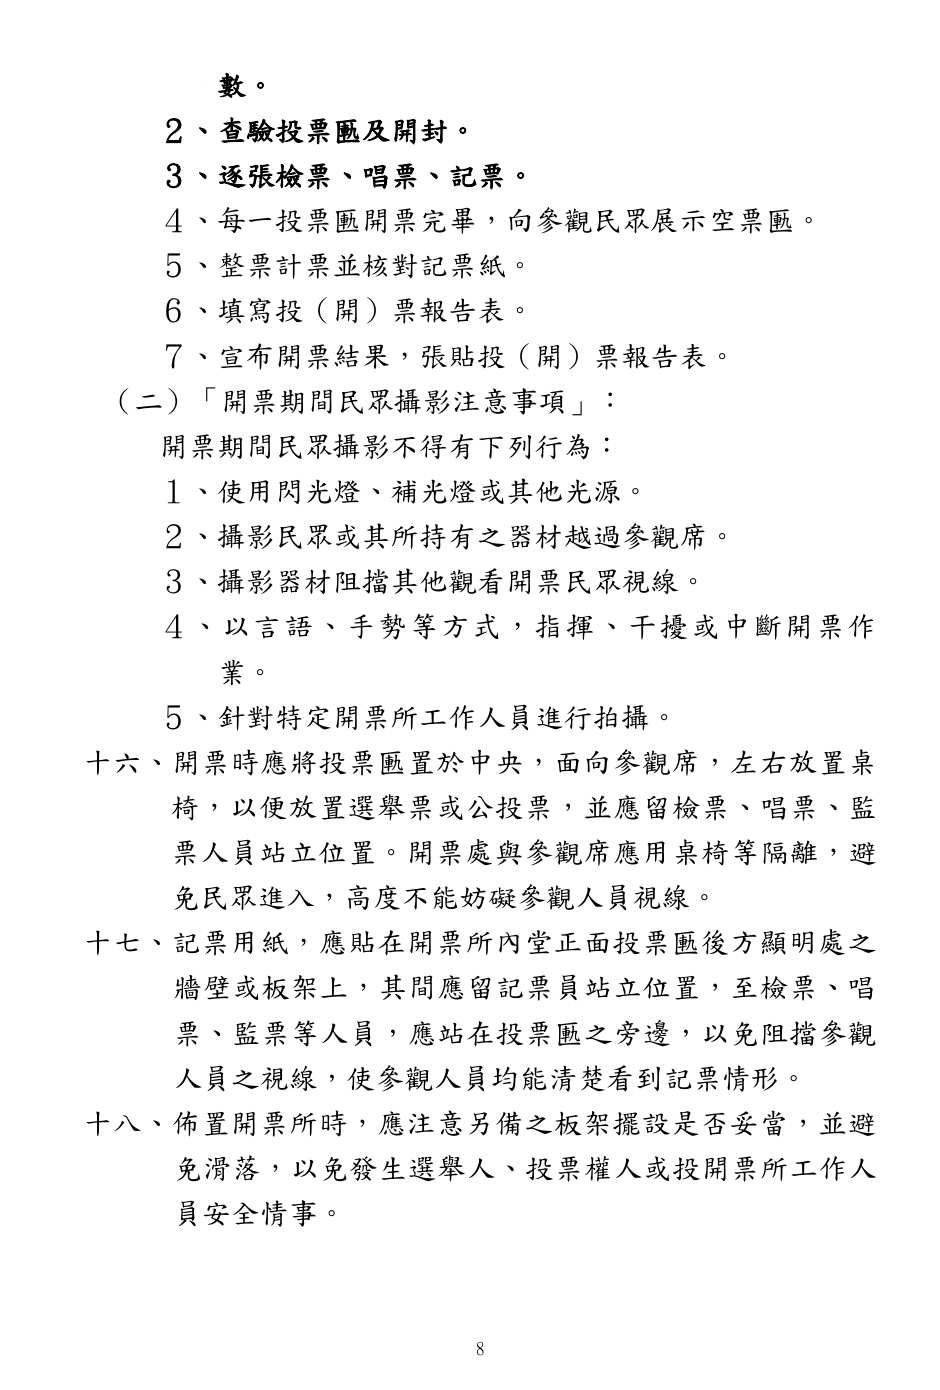 數。
２、查驗投票匭及開封。
３、逐張檢票、唱票、記票。
４、每一投票匭開票完畢，向參觀民眾展示空票匭。
５、整票計票並核對記票紙。
６、填寫投（開）票報告表。
７、宣布開票結果，張貼投（開）票報告表。
（二）「開票期間民眾攝影注意事項」：
開票期間民眾攝影不得有下列行為：
１、使用閃光燈、補光燈或其他光源。
２、攝影民眾或其所持有之器材越過參觀席。
３、攝影器材阻擋其他觀看開票民眾視線。
４、以言語、手勢等方式，指揮、干擾或中斷開票作
業。
５、針對特定開票所工作人員進行拍攝。
十六、開票時應將投票匭置於中央，面向參觀席，左右放置桌
椅，以便放置選舉票或公投票，並應留檢票、唱票、監
票人員站立位置。開票處與參觀席應用桌椅等隔離，避
免民眾進入，高度不能妨礙參觀人員視線。
十七、記票用紙，應貼在開票所內堂正面投票匭後方顯明處之
牆壁或板架上，其間應留記票員站立位置，至檢票、唱
票、監票等人員，應站在投票匭之旁邊，以免阻擋參觀
人員之視線，使參觀人員均能清楚看到記票情形。
十八、佈置開票所時，應注意另備之板架擺設是否妥當，並避
免滑落，以免發生選舉人、投票權人或投開票所工作人
員安全情事。
8